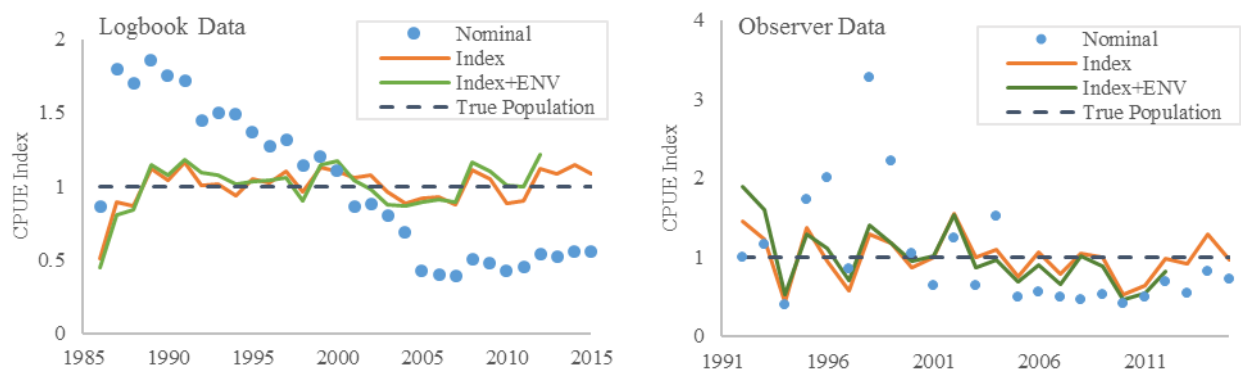 Logbook Data
Nominal
Index
Index+ENV
True Population
CPUE Index
2
1.5
1
0.5
0
1985 1990 1995 2000 2005 2010 2015
Observer Data
Nominal
Index
Index+ENV
True Population
CPUE Index
4
3
2
1
0
1991 1996 2001 2006 2011